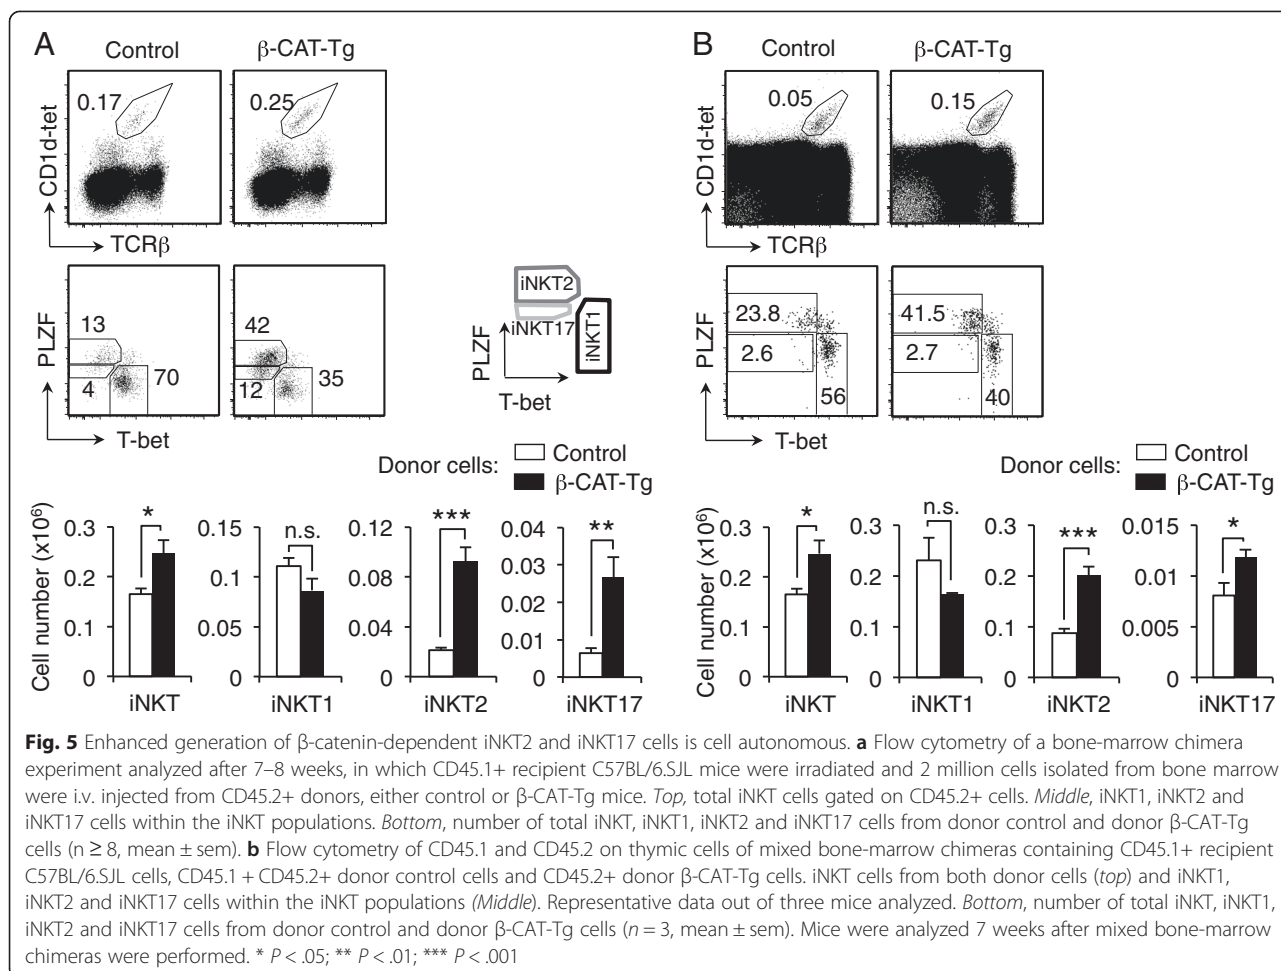 A
Control
β-CAT-Tg
0.17
0.25
CD1d-tet
TCRβ
13
4
70
42
12
35
PLZF
T-bet
iNKT2
iNKT17
iNKT1
PLZF
T-bet
Donor cells:
Control
β-CAT-Tg
Cell number (x10⁶)
0.3
0.2
0.1
0
*
iNKT
0.15
0.1
0.05
0
n.s.
iNKT1
0.12
0.08
0.04
0
***
iNKT2
0.04
0.03
0.02
0.01
0
**
iNKT17
B
Control
β-CAT-Tg
0.05
0.15
CD1d-tet
TCRβ
23.8
2.6
56
41.5
2.7
40
PLZF
T-bet
Donor cells:
Control
β-CAT-Tg
Cell number (x10⁶)
0.3
0.2
0.1
0
*
iNKT
0.3
0.2
0.1
0
n.s.
iNKT1
0.3
0.2
0.1
0
***
iNKT2
0.015
0.01
0.005
0
*
iNKT17
Fig. 5 Enhanced generation of β-catenin-dependent iNKT2 and iNKT17 cells is cell autonomous. a Flow cytometry of a bone-marrow chimera
experiment analyzed after 7–8 weeks, in which CD45.1+ recipient C57BL/6.SJL mice were irradiated and 2 million cells isolated from bone marrow
were i.v. injected from CD45.2+ donors, either control or β-CAT-Tg mice. Top, total iNKT cells gated on CD45.2+ cells. Middle, iNKT1, iNKT2 and
iNKT17 cells within the iNKT populations. Bottom, number of total iNKT, iNKT1, iNKT2 and iNKT17 cells from donor control and donor β-CAT-Tg
cells (n ≥ 8, mean ± sem). b Flow cytometry of CD45.1 and CD45.2 on thymic cells of mixed bone-marrow chimeras containing CD45.1+ recipient
C57BL/6.SJL cells, CD45.1 + CD45.2+ donor control cells and CD45.2+ donor β-CAT-Tg cells. iNKT cells from both donor cells (top) and iNKT1,
iNKT2 and iNKT17 cells within the iNKT populations (Middle). Representative data out of three mice analyzed. Bottom, number of total iNKT, iNKT1,
iNKT2 and iNKT17 cells from donor control and donor β-CAT-Tg cells (n = 3, mean ± sem). Mice were analyzed 7 weeks after mixed bone-marrow
chimeras were performed. * P < .05; ** P < .01; *** P < .001